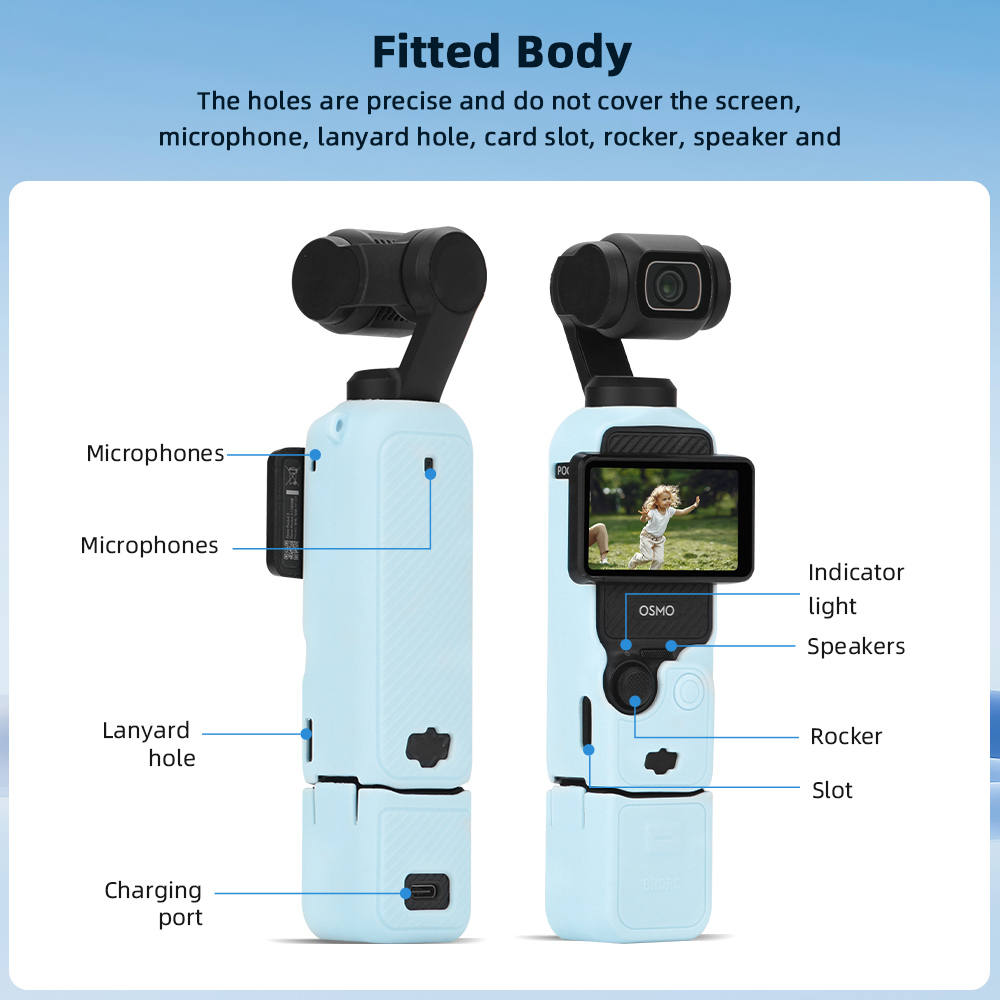 Fitted Body
The holes are precise and do not cover the screen,
microphone, lanyard hole, card slot, rocker, speaker and
Microphones
Microphones
Lanyard
hole
Charging
port
POC
OSMO
Indicator
light
Speakers
Rocker
Slot